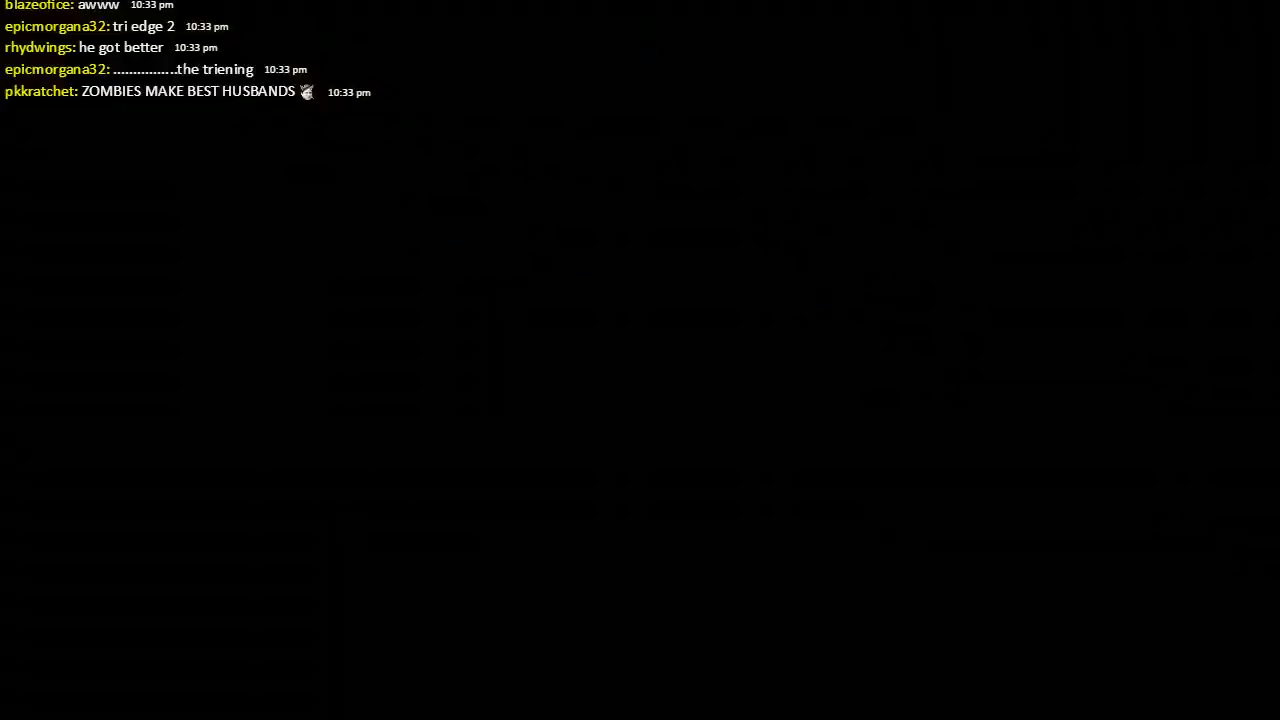 blazeofice: awww 10:33 pm
epicmorgana32: tri edge 2 10:33 pm
rhydwings: he got better 10:33 pm
epicmorgana32: ................the triening 10:33 pm
pkkratchet: ZOMBIES MAKE BEST HUSBANDS 10:33 pm